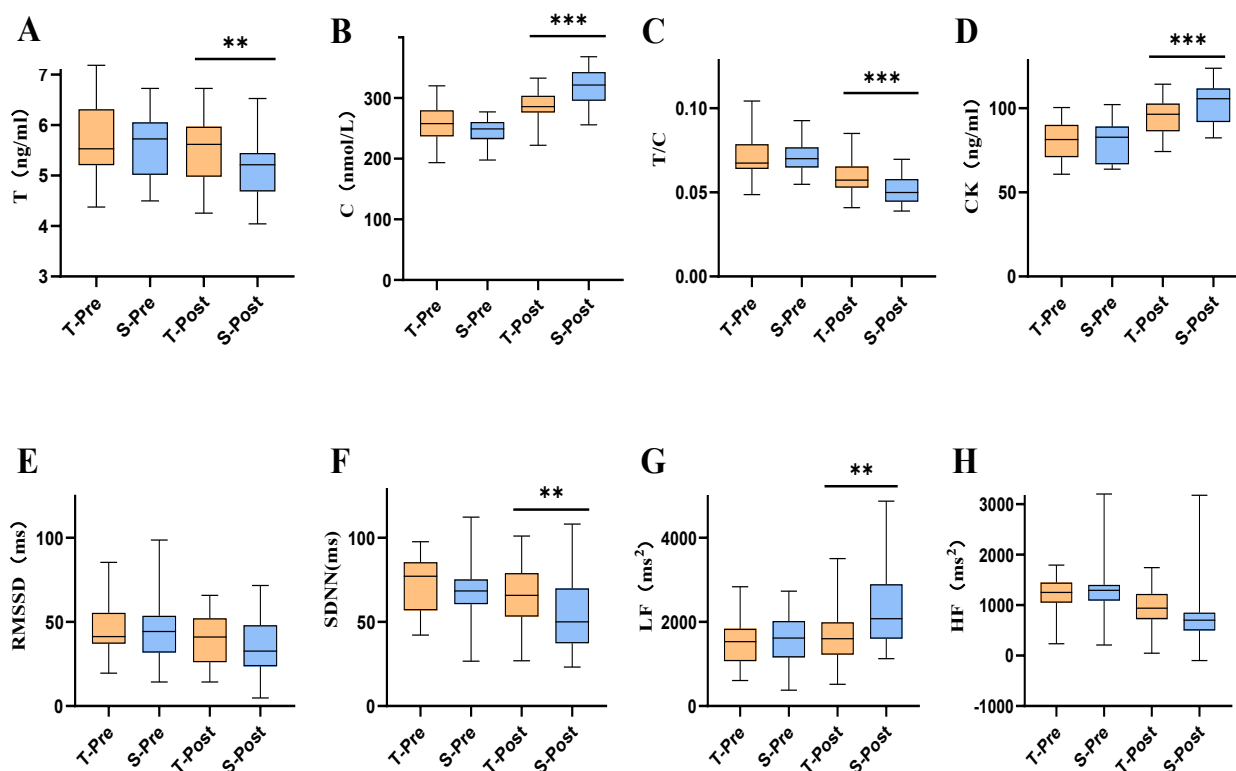 A
T（ng/ml）
7
6
5
4
3
**
T-Pre
S-Pre
T-Post
S-Post
B
C（nmol/L）
300
200
100
0
***
T-Pre
S-Pre
T-Post
S-Post
C
T/C
0.10
0.05
0.00
***
T-Pre
S-Pre
T-Post
S-Post
D
CK（ng/ml）
100
50
0
***
T-Pre
S-Pre
T-Post
S-Post
E
RMSSD（ms）
100
50
0
T-Pre
S-Pre
T-Post
S-Post
F
SDNN(ms)
100
50
0
**
T-Pre
S-Pre
T-Post
S-Post
G
LF（ms²）
4000
2000
0
**
T-Pre
S-Pre
T-Post
S-Post
H
HF（ms²）
3000
2000
1000
0
-1000
T-Pre
S-Pre
T-Post
S-Post